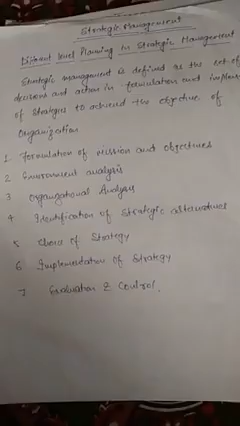 Strategic Management
Different level Planning in Strategic Management
Strategic management is defined as the set of
decisions and action in formulation and implem
of strategies to achieved the objective of
Organization
1. Formulation of mission and objectives
2 Environment analysis
3 Organizational Analysis
4 Identification of Strategic alternatives
5 Choice of Strategy
6 Implementation of Strategy
7 Evaluation & Control.